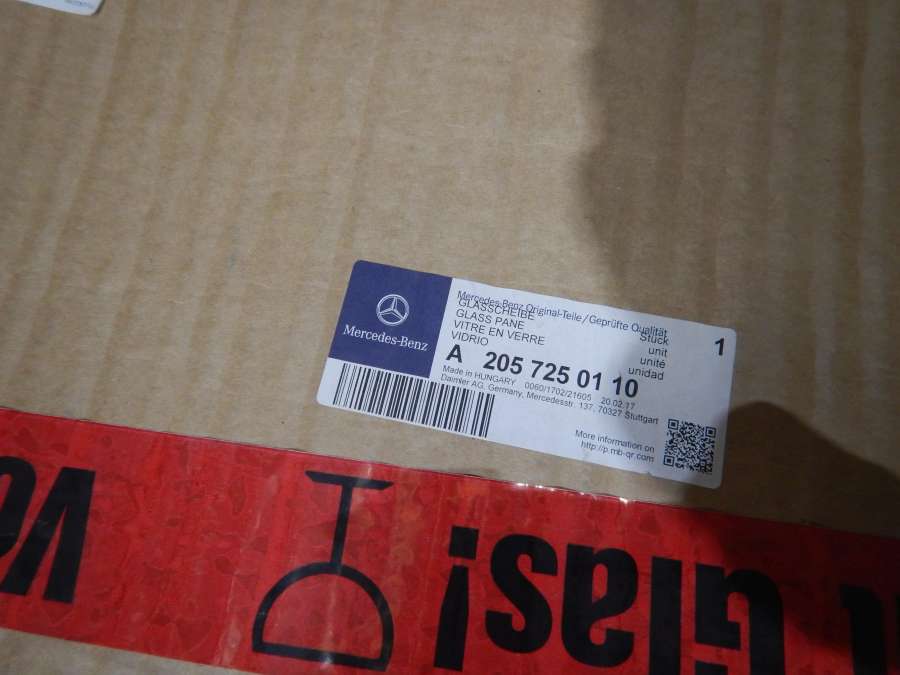 Mercedes-Benz
Mercedes-Benz Original-Teile/Geprüfte Qualität
GLASSCHEIBE
GLASS PANE
VITRE EN VERRE
VIDRIO
Stück
unit
unité
unidad
1
A 205 725 01 10
Made in HUNGARY 0060/1702/21605 20.02.17
Daimler AG, Germany, Mercedesstr. 137, 70327 Stuttgart
More information on
http://p.mb-qr.com
Glas!